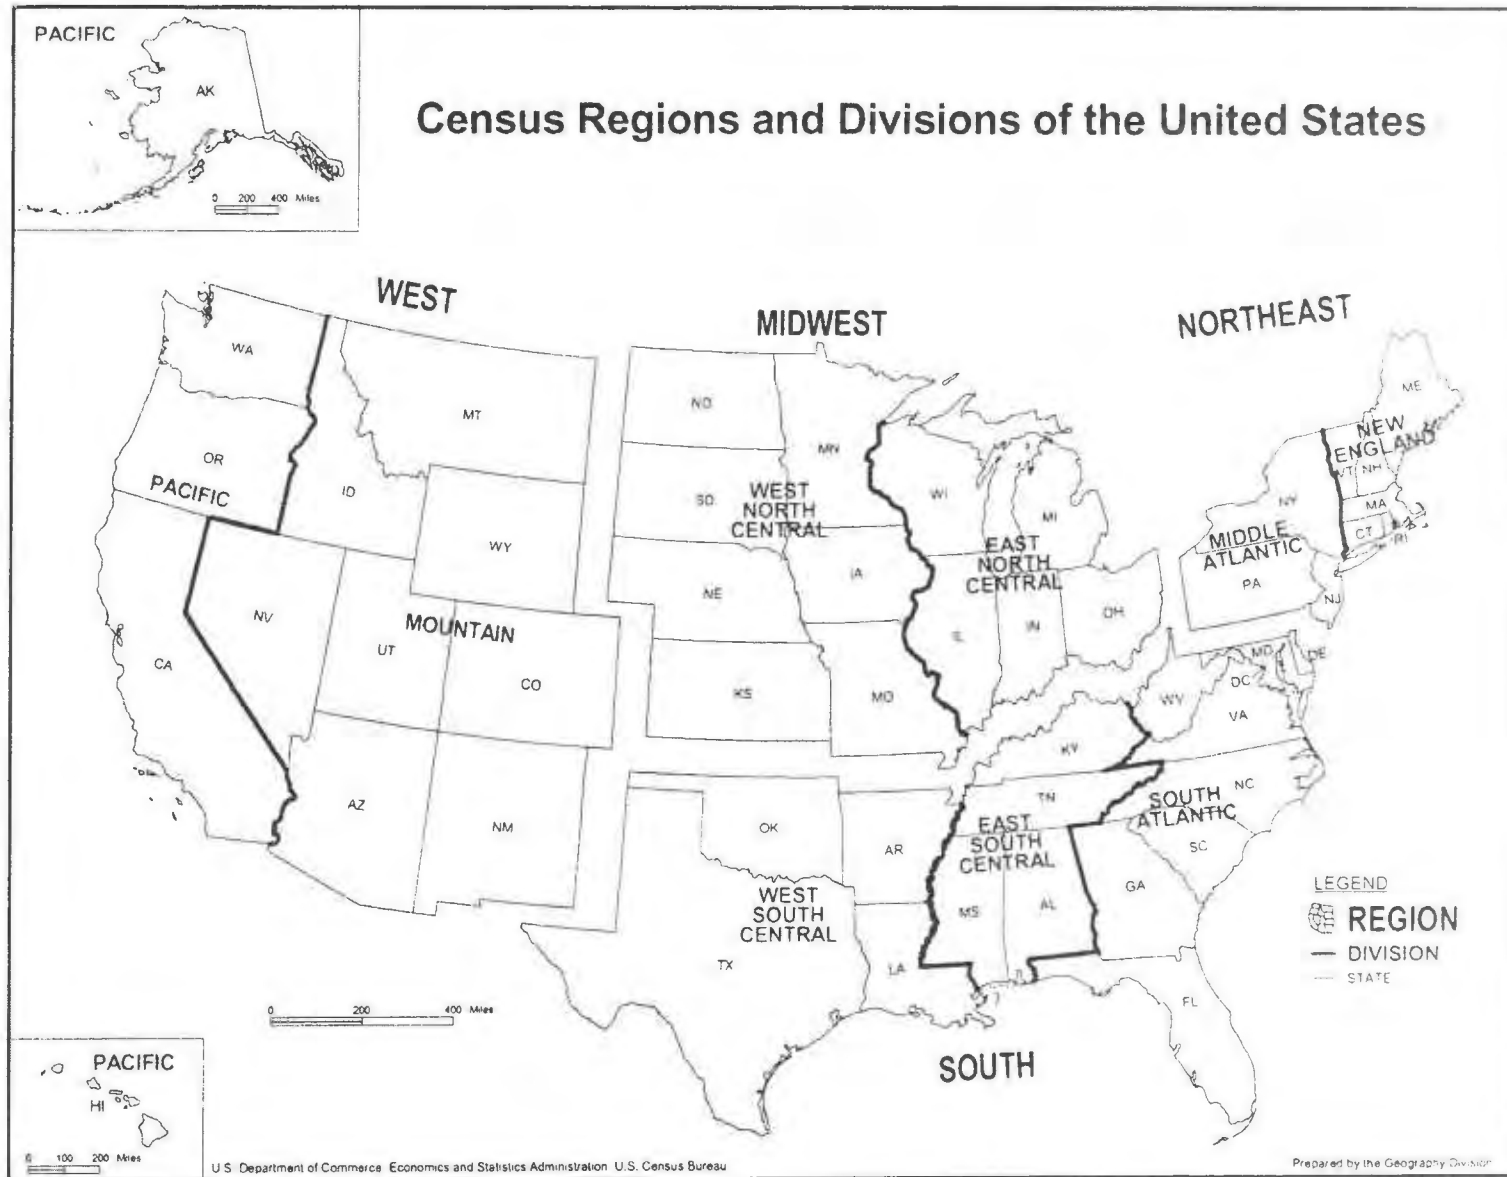 PACIFIC
AK
0 200 400 Miles
Census Regions and Divisions of the United States
WEST
MIDWEST
NORTHEAST
WA
MT
ND
MN
ME
OR
PACIFIC
ID
SD
WEST
NORTH
CENTRAL
WI
MI
NY
NEW
ENGLAND
VT
NH
MA
CT
RI
WY
IA
EAST
NORTH
CENTRAL
MIDDLE
ATLANTIC
PA
NJ
NE
NV
MOUNTAIN
UT
CO
CA
KS
MO
IL
IN
OH
MD
DE
DC
WV
VA
KY
AZ
NM
OK
AR
TN
NC
EAST
SOUTH
CENTRAL
SOUTH
ATLANTIC
SC
WEST
SOUTH
CENTRAL
MS
AL
GA
TX
LA
FL
LEGEND
REGION
DIVISION
STATE
0 200 400 Miles
SOUTH
PACIFIC
HI
0 100 200 Miles
U.S. Department of Commerce Economics and Statistics Administration U.S. Census Bureau
Prepared by the Geography Division